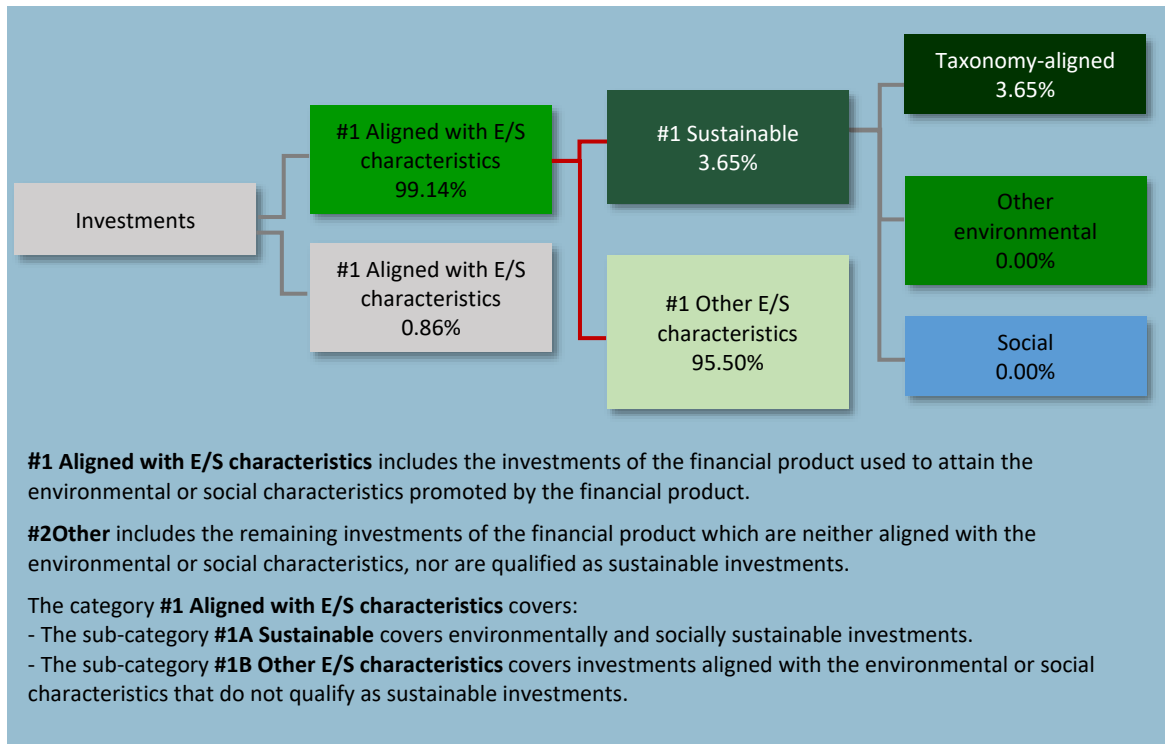 Investments
#1 Aligned with E/S
characteristics
99.14%
#1 Aligned with E/S
characteristics
0.86%
#1 Sustainable
3.65%
#1 Other E/S
characteristics
95.50%
Taxonomy-aligned
3.65%
Other
environmental
0.00%
Social
0.00%
#1 Aligned with E/S characteristics includes the investments of the financial product used to attain the
environmental or social characteristics promoted by the financial product.
#2Other includes the remaining investments of the financial product which are neither aligned with the
environmental or social characteristics, nor are qualified as sustainable investments.
The category #1 Aligned with E/S characteristics covers:
- The sub-category #1A Sustainable covers environmentally and socially sustainable investments.
- The sub-category #1B Other E/S characteristics covers investments aligned with the environmental or social
characteristics that do not qualify as sustainable investments.